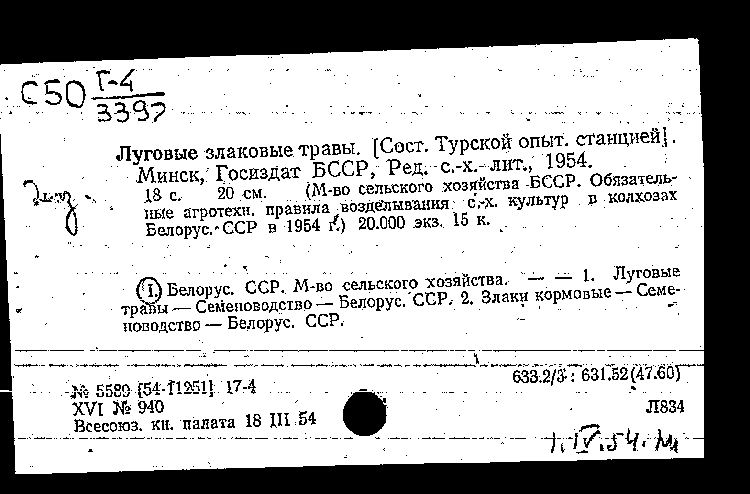 С50 Г-4
3397
Луговые злаковые травы. [Сост. Турской опыт. станцией].
Минск, Госиздат БССР, Ред. с.-х. лит., 1954.
18 с. 20 см. (М-во сельского хозяйства БССР. Обязатель-
ные агротехн. правила возделывания с.-х. культур в колхозах
Белорус. ССР в 1954 г.) 20.000 экз. 15 к.
I. Белорус. ССР. М-во сельского хозяйства. — — 1. Луговые
травы — Семеноводство — Белорус. ССР. 2. Злаки кормовые — Семе-
новодство — Белорус. ССР.
№ 5589 [54-11251] 17-4
633.2/3 : 631.52(47.60)
XVI № 940
Л834
Всесоюз. кн. палата 18 III 54
1.IV.54.